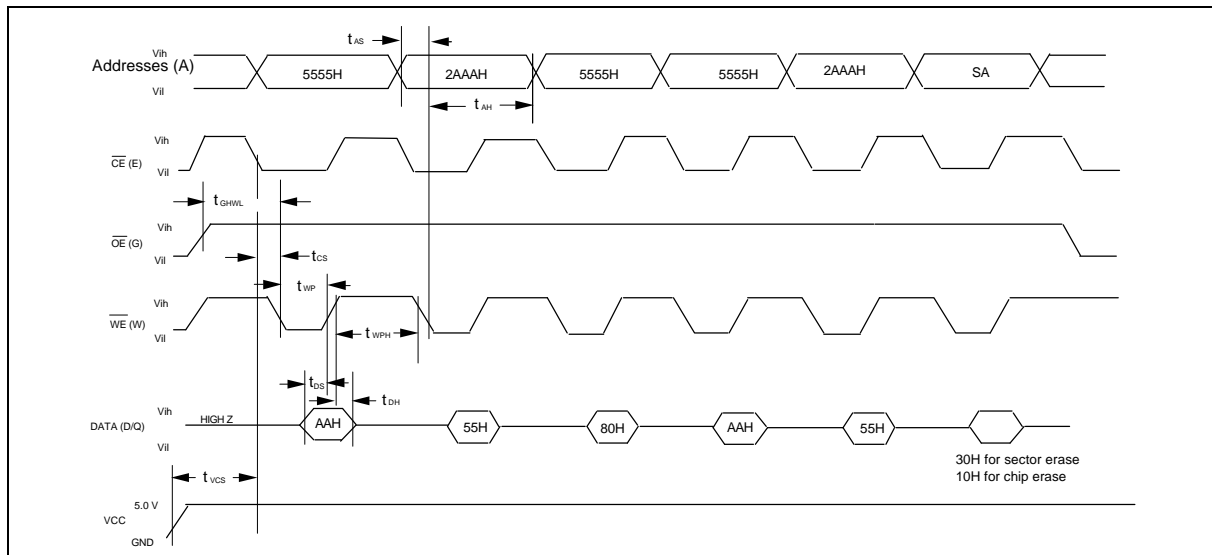 tAS
Vih
Addresses (A)
Vil
5555H
2AAAH
5555H
5555H
2AAAH
SA
tAH
Vih
CE (E)
Vil
tGHWL
Vih
OE (G)
Vil
tCS
tWP
Vih
WE (W)
Vil
tWPH
tDS
tDH
Vih
DATA (D/Q)
Vil
HIGH Z
AAH
55H
80H
AAH
55H
30H for sector erase
10H for chip erase
tVCS
5.0 V
VCC
GND